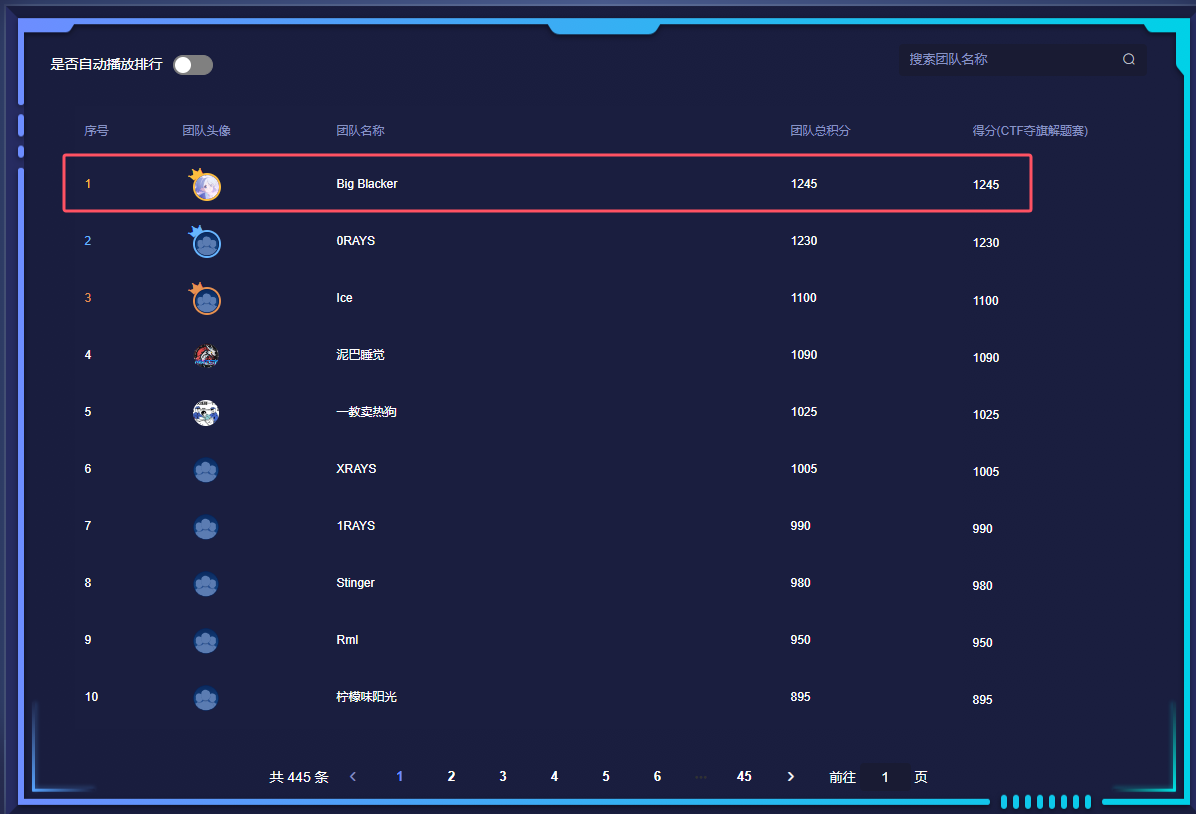 是否自动播放排行
搜索团队名称
序号 团队头像 团队名称 团队总积分 得分(CTF夺旗解题赛)
1 Big Blacker 1245 1245
2 0RAYS 1230 1230
3 Ice 1100 1100
4 泥巴睡觉 1090 1090
5 一教卖热狗 1025 1025
6 XRAYS 1005 1005
7 1RAYS 990 990
8 Stinger 980 980
9 Rml 950 950
10 柠檬味阳光 895 895
共 445 条 < 1 2 3 4 5 6 ... 45 > 前往 1 页